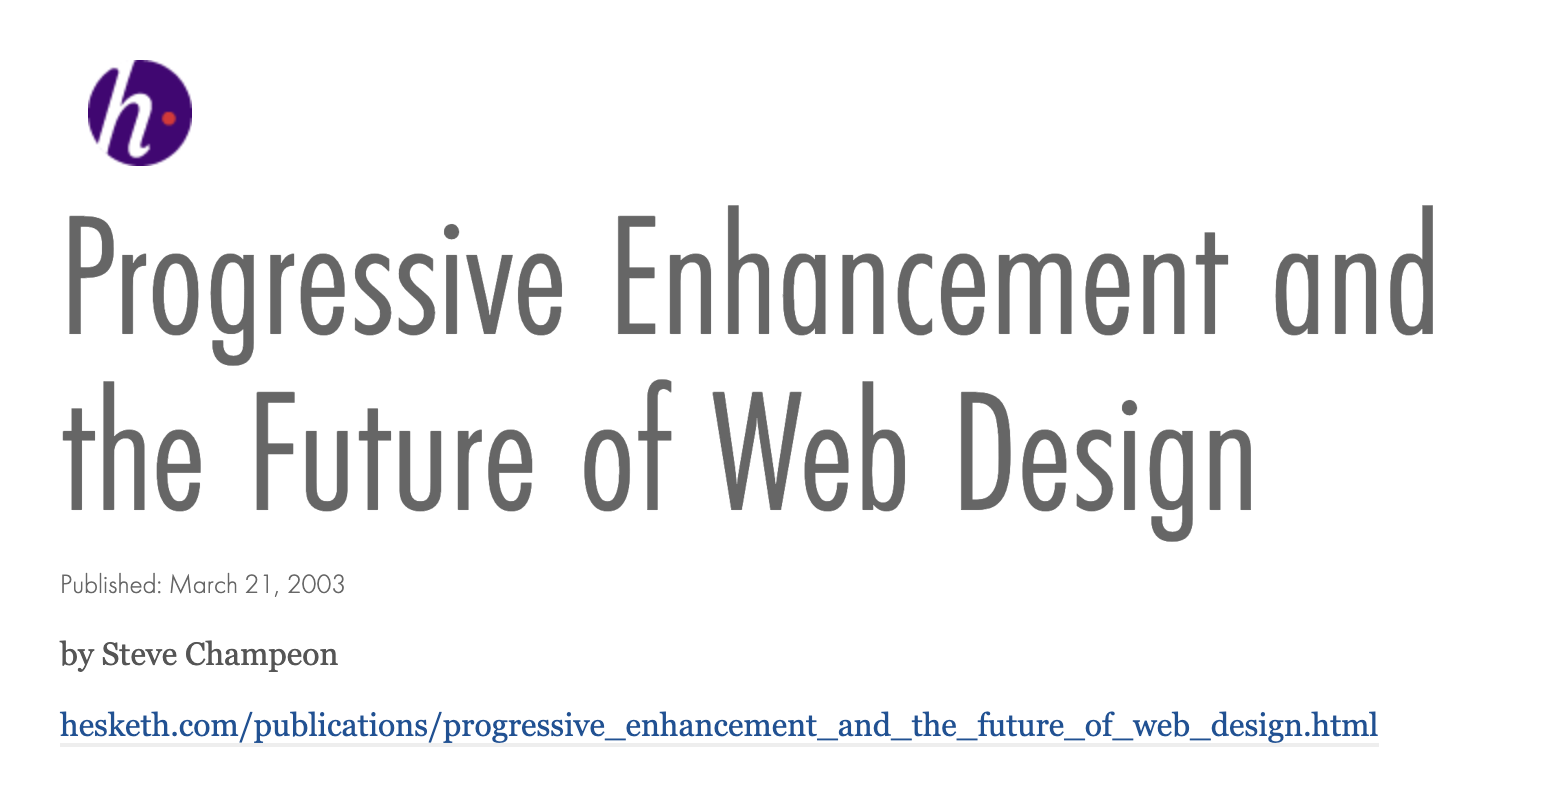 h
Progressive Enhancement and
the Future of Web Design
Published: March 21, 2003
by Steve Champeon
hesketh.com/publications/progressive_enhancement_and_the_future_of_web_design.html